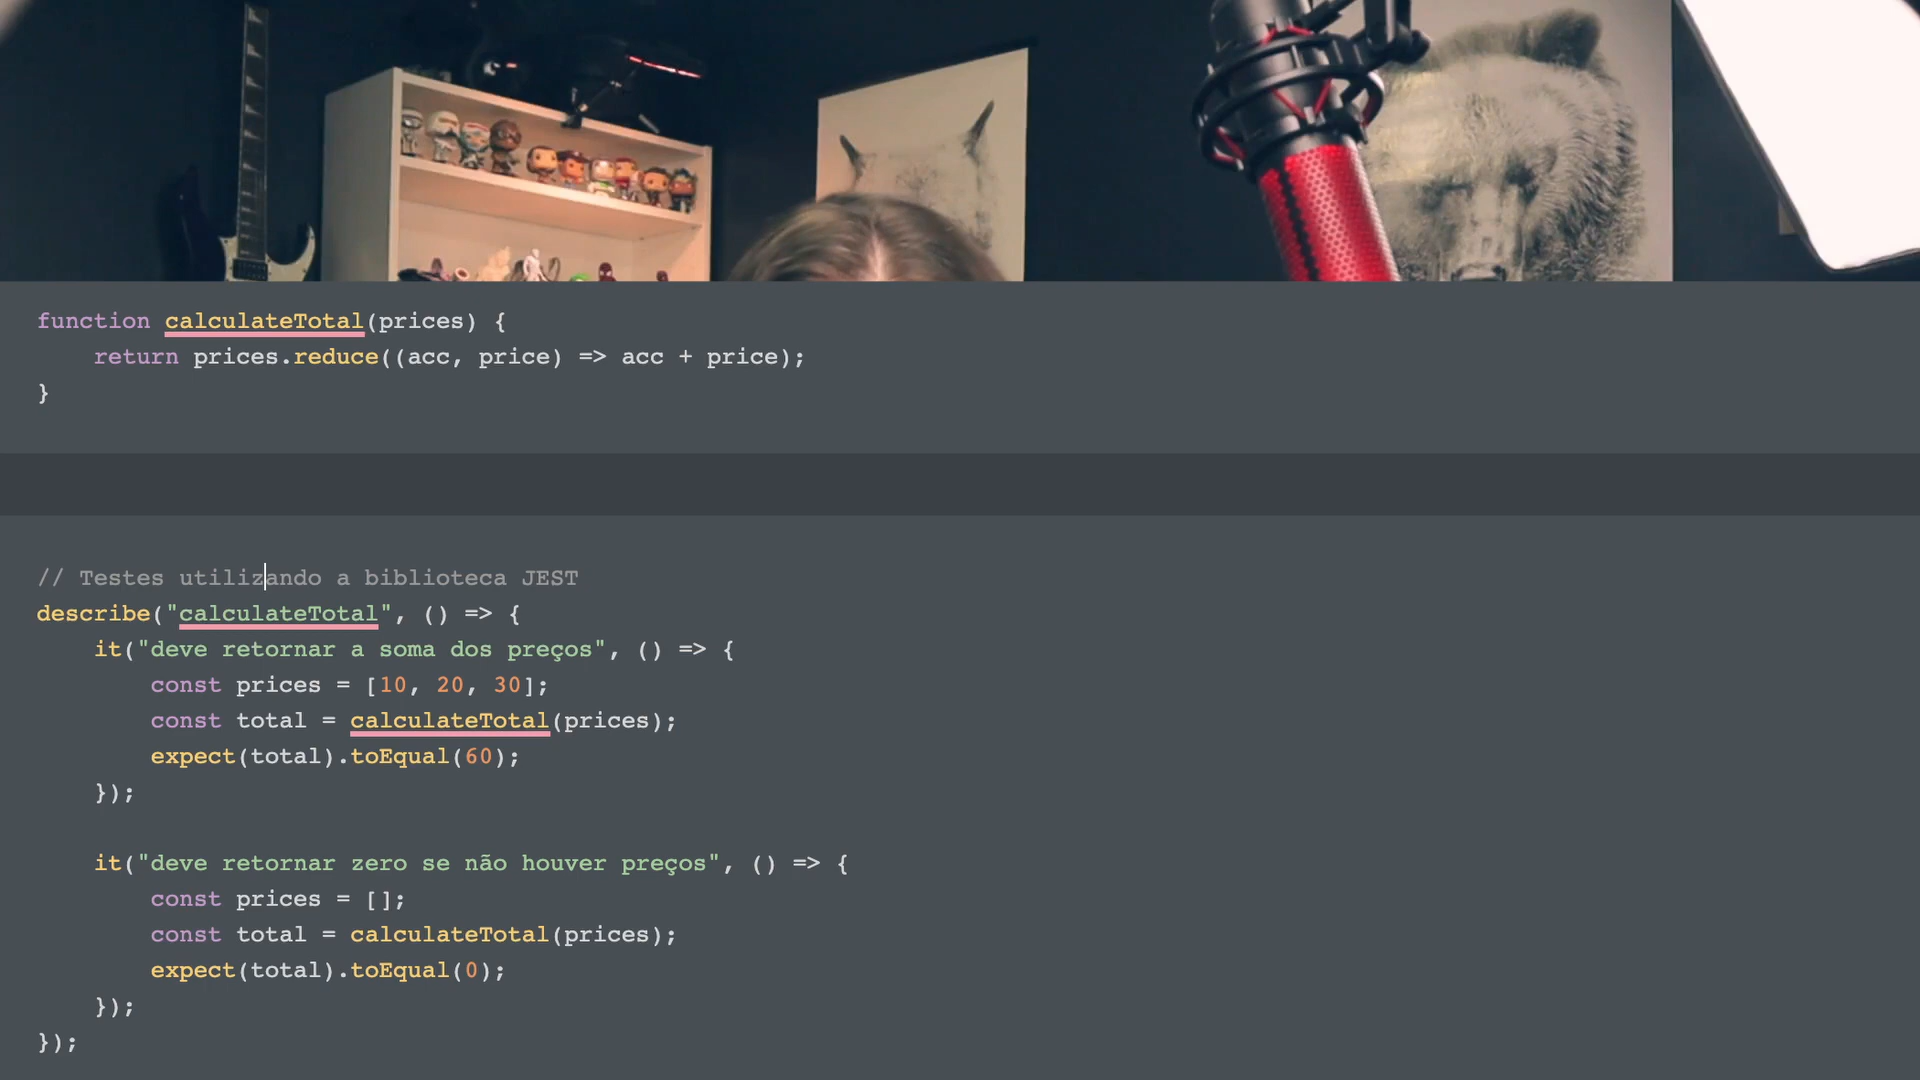 function calculateTotal(prices) {
    return prices.reduce((acc, price) => acc + price);
}
// Testes utilizando a biblioteca JEST
describe("calculateTotal", () => {
    it("deve retornar a soma dos preços", () => {
        const prices = [10, 20, 30];
        const total = calculateTotal(prices);
        expect(total).toEqual(60);
    });
    it("deve retornar zero se não houver preços", () => {
        const prices = [];
        const total = calculateTotal(prices);
        expect(total).toEqual(0);
    });
});